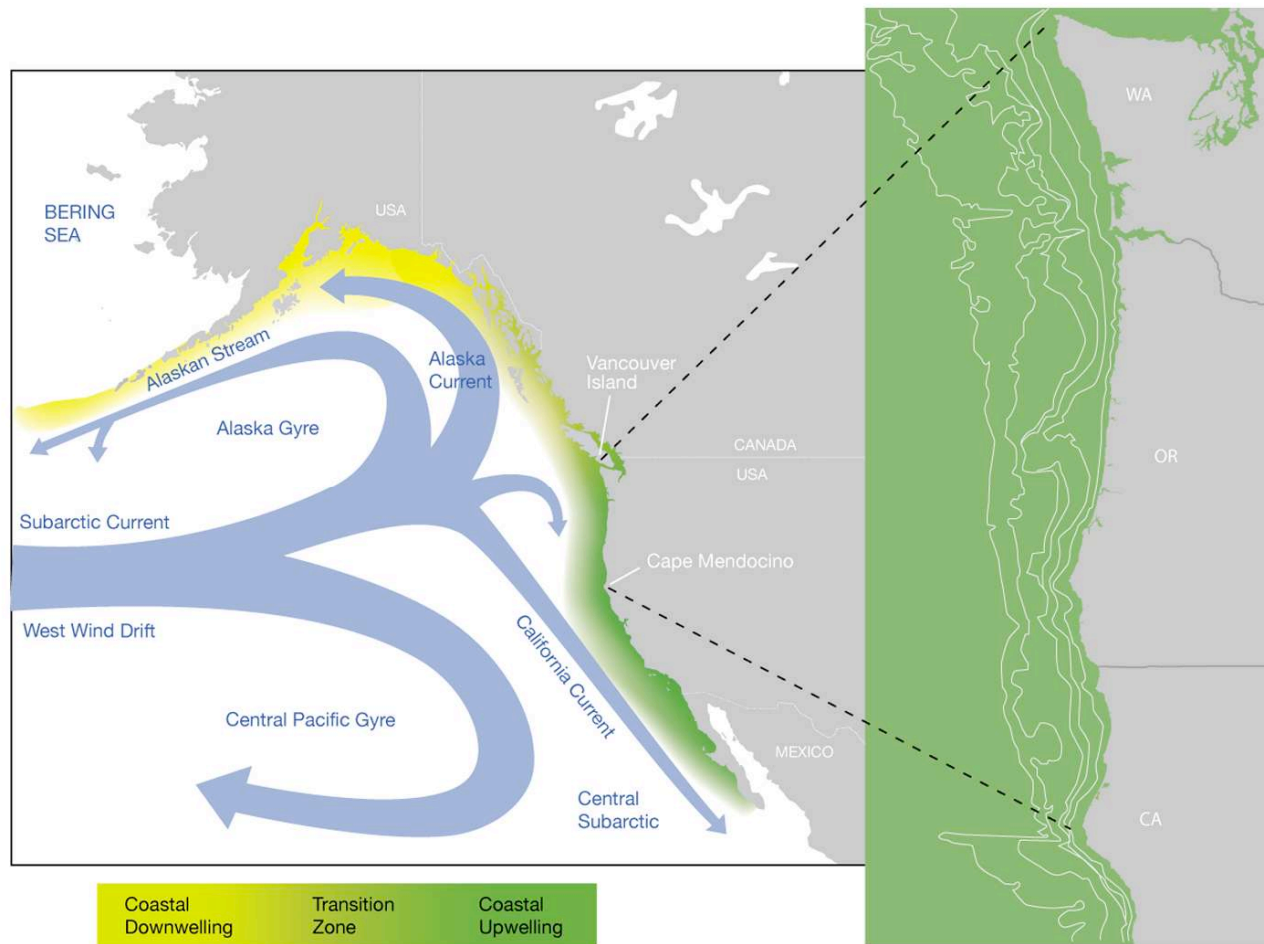 WA
BERING
SEA
USA
Alaskan Stream
Alaska
Current
Vancouver
Island
Alaska Gyre
CANADA
USA
OR
Subarctic Current
Cape Mendocino
West Wind Drift
California Current
Central Pacific Gyre
MEXICO
Central
Subarctic
CA
Coastal
Downwelling
Transition
Zone
Coastal
Upwelling